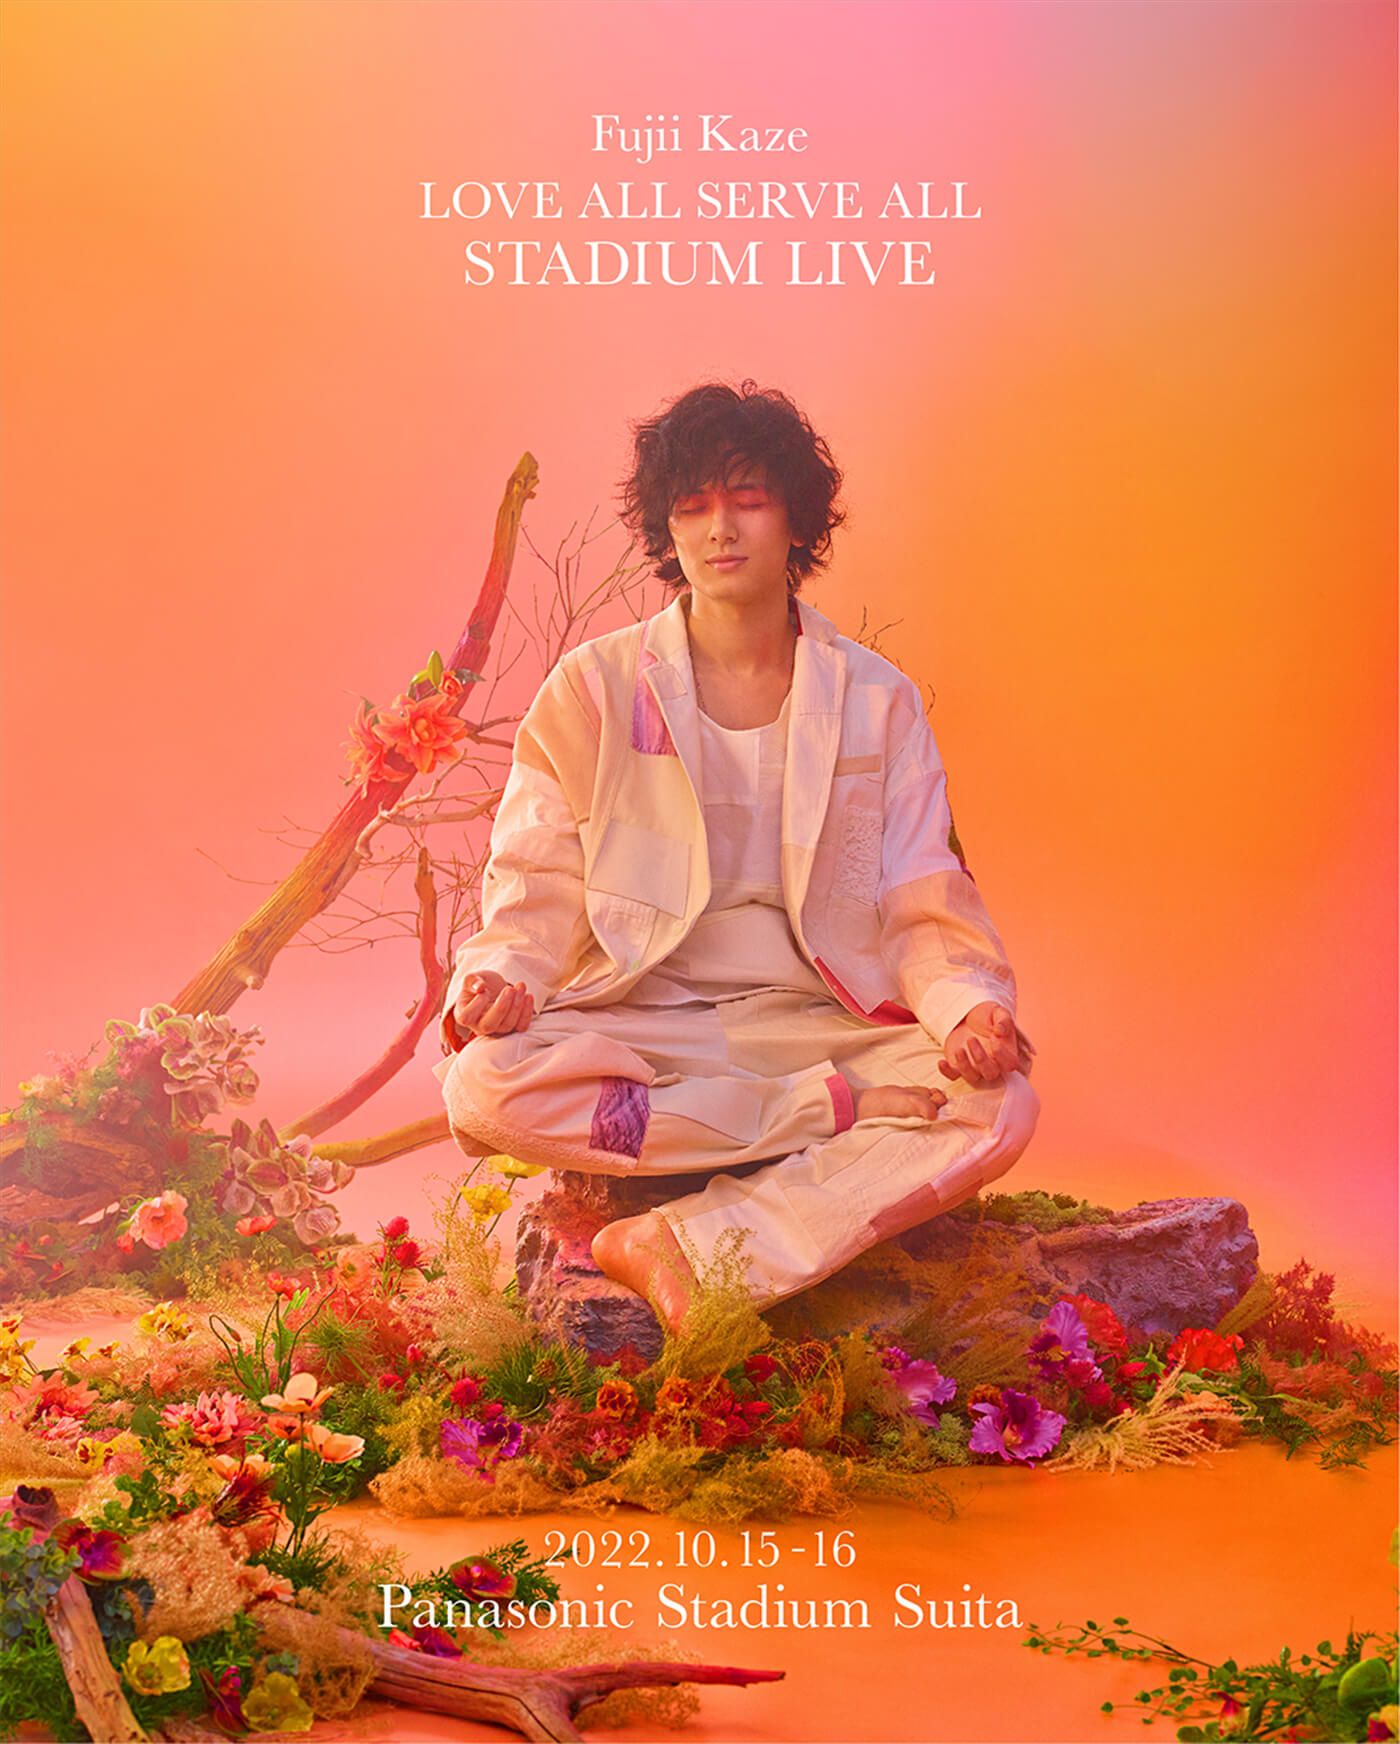 Fujii Kaze
LOVE ALL SERVE ALL
STADIUM LIVE
2022.10.15-16
Panasonic Stadium Suita